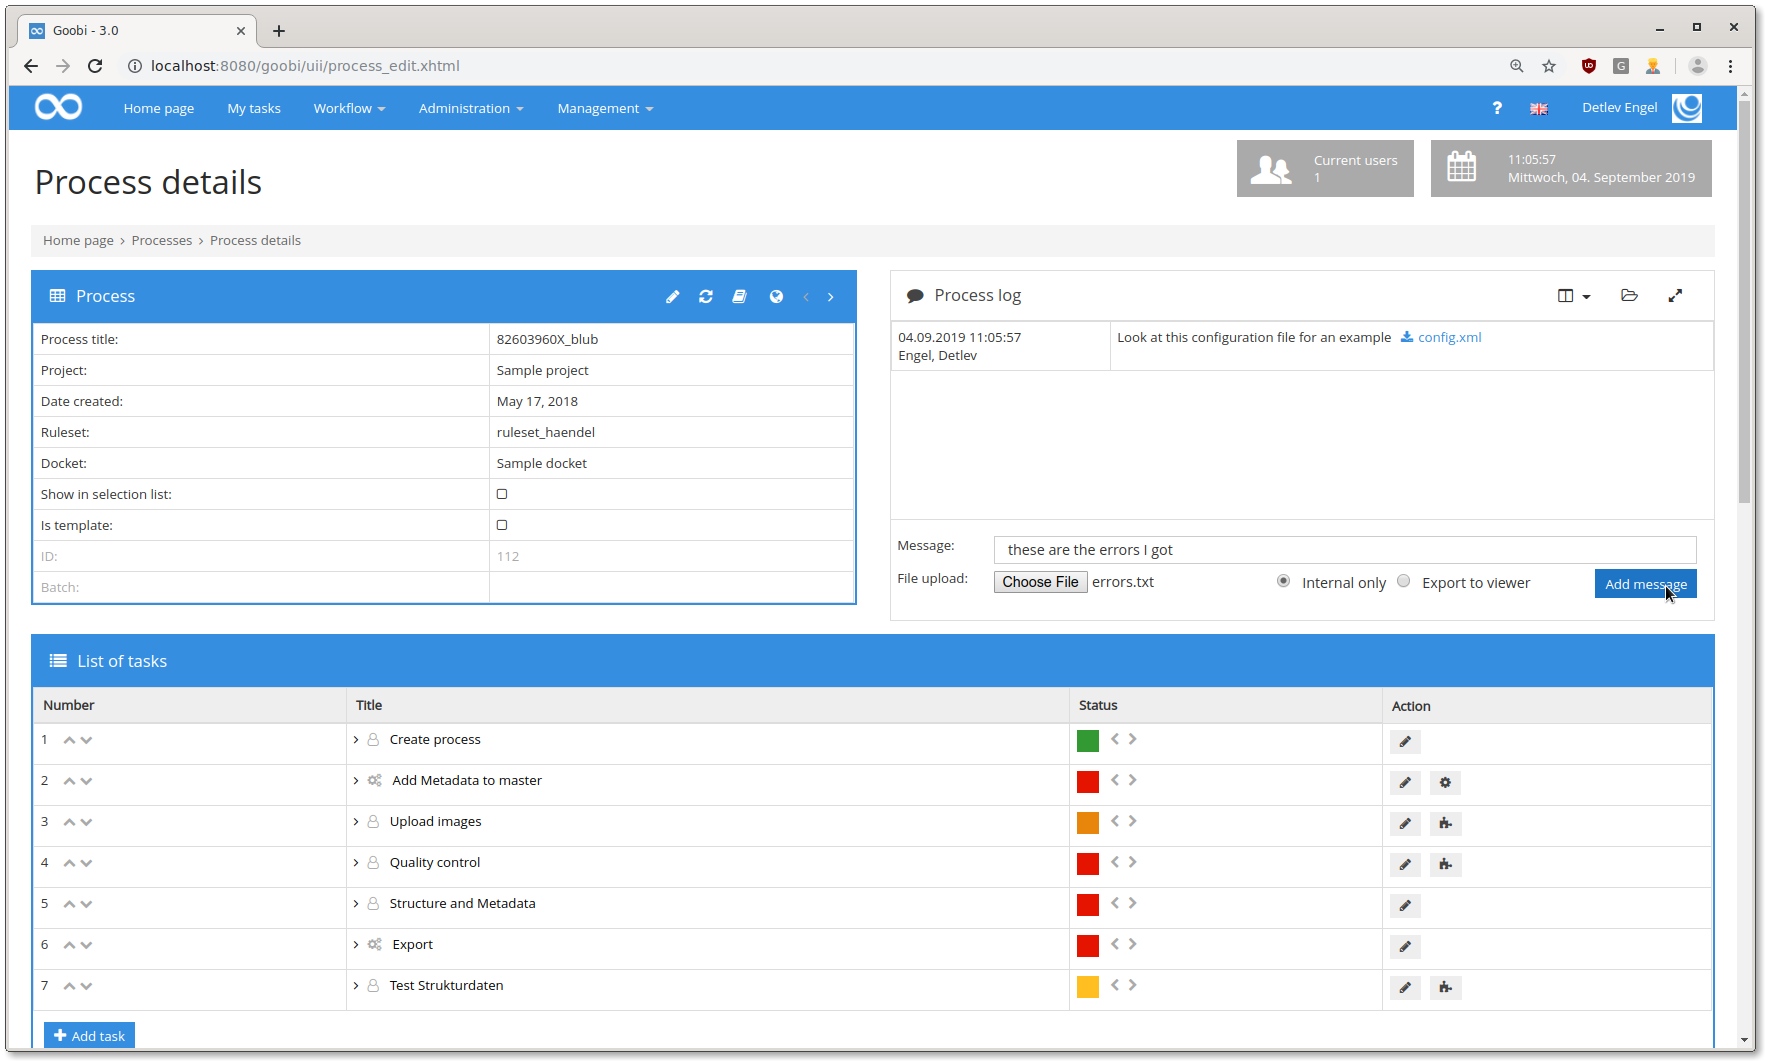 Goobi - 3.0
localhost:8080/goobi/uii/process_edit.xhtml
UD
G
Home page My tasks Workflow Administration Management ? Detlev Engel
Process details
Current users
1
11:05:57
Mittwoch, 04. September 2019
Home page › Processes › Process details
Process
Process title: 82603960X_blub
Project: Sample project
Date created: May 17, 2018
Ruleset: ruleset_haendel
Docket: Sample docket
Show in selection list:
Is template:
ID: 112
Batch:
Process log
04.09.2019 11:05:57
Engel, Detlev
Look at this configuration file for an example config.xml
Message: these are the errors I got
File upload: Choose File errors.txt Internal only Export to viewer Add message
List of tasks
Number Title Status Action
1 Create process
2 Add Metadata to master
3 Upload images
4 Quality control
5 Structure and Metadata
6 Export
7 Test Strukturdaten
Add task